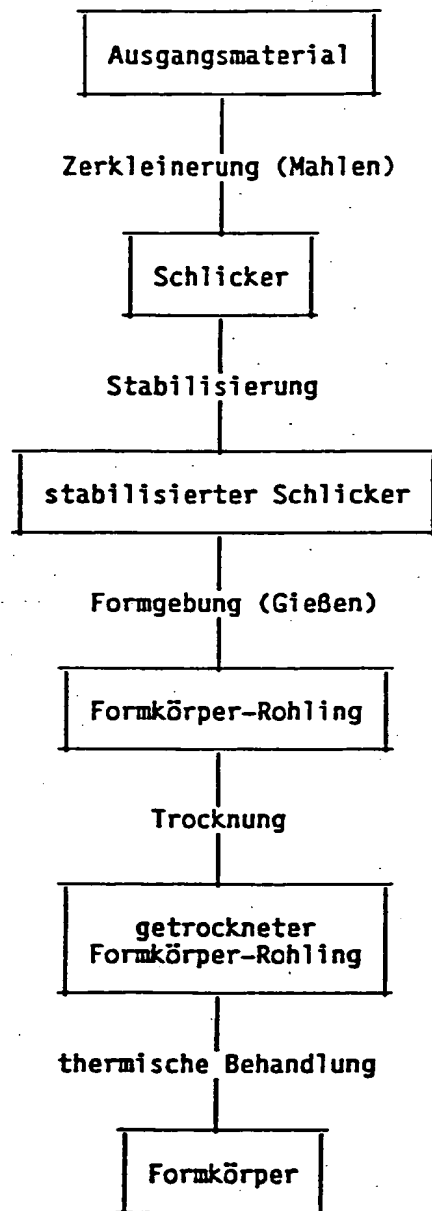 Ausgangsmaterial
Zerkleinerung (Mahlen)
Schlicker
Stabilisierung
stabilisierter Schlicker
Formgebung (Gießen)
Formkörper-Rohling
Trocknung
getrockneter
Formkörper-Rohling
thermische Behandlung
Formkörper